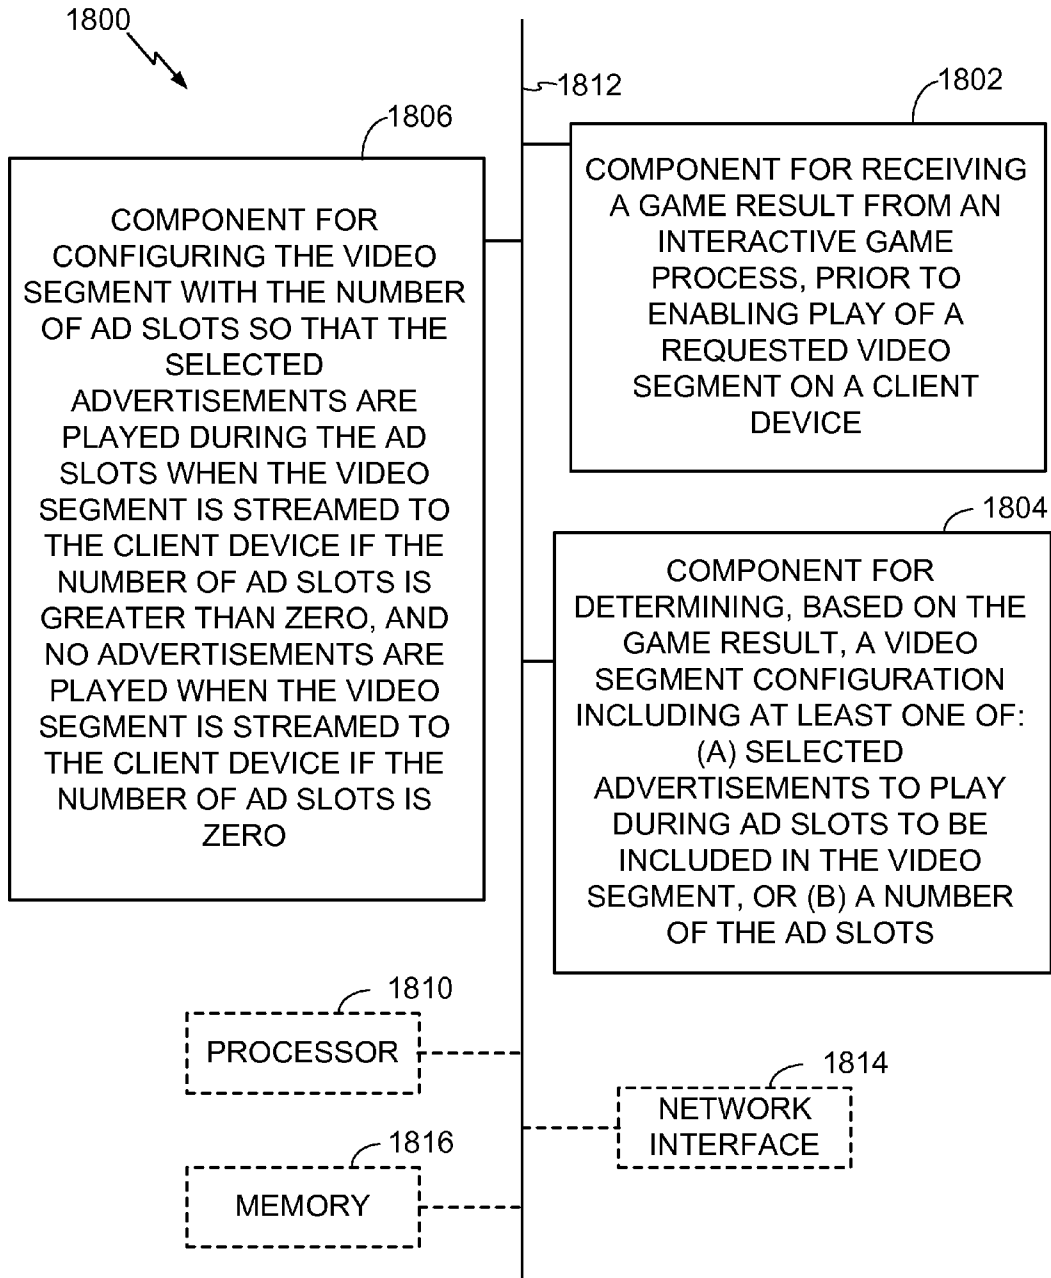 1800
1812
1802
COMPONENT FOR RECEIVING
A GAME RESULT FROM AN
INTERACTIVE GAME
PROCESS, PRIOR TO
ENABLING PLAY OF A
REQUESTED VIDEO
SEGMENT ON A CLIENT
DEVICE
1806
COMPONENT FOR
CONFIGURING THE VIDEO
SEGMENT WITH THE NUMBER
OF AD SLOTS SO THAT THE
SELECTED
ADVERTISEMENTS ARE
PLAYED DURING THE AD
SLOTS WHEN THE VIDEO
SEGMENT IS STREAMED TO
THE CLIENT DEVICE IF THE
NUMBER OF AD SLOTS IS
GREATER THAN ZERO, AND
NO ADVERTISEMENTS ARE
PLAYED WHEN THE VIDEO
SEGMENT IS STREAMED TO
THE CLIENT DEVICE IF THE
NUMBER OF AD SLOTS IS
ZERO
1804
COMPONENT FOR
DETERMINING, BASED ON THE
GAME RESULT, A VIDEO
SEGMENT CONFIGURATION
INCLUDING AT LEAST ONE OF:
(A) SELECTED
ADVERTISEMENTS TO PLAY
DURING AD SLOTS TO BE
INCLUDED IN THE VIDEO
SEGMENT, OR (B) A NUMBER
OF THE AD SLOTS
1810
PROCESSOR
1814
NETWORK
INTERFACE
1816
MEMORY